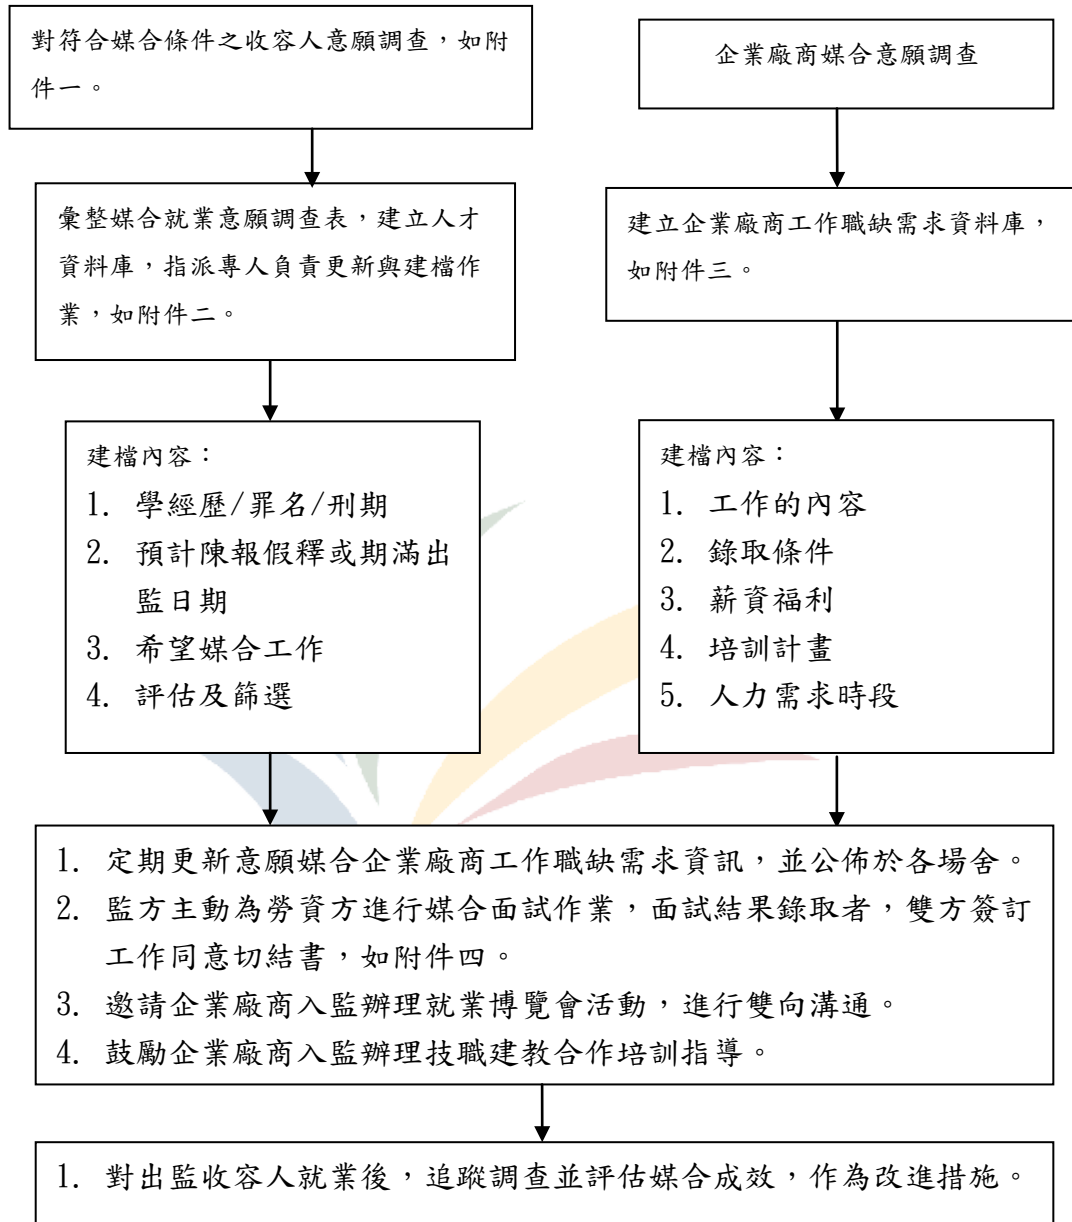 對符合媒合條件之收容人意願調查，如附
件一。
企業廠商媒合意願調查
彙整媒合就業意願調查表，建立人才
資料庫，指派專人負責更新與建檔作
業，如附件二。
建立企業廠商工作職缺需求資料庫，
如附件三。
建檔內容：
1. 學經歷/罪名/刑期
2. 預計陳報假釋或期滿出
監日期
3. 希望媒合工作
4. 評估及篩選
建檔內容：
1. 工作的內容
2. 錄取條件
3. 薪資福利
4. 培訓計畫
5. 人力需求時段
1. 定期更新意願媒合企業廠商工作職缺需求資訊，並公佈於各場舍。
2. 監方主動為勞資方進行媒合面試作業，面試結果錄取者，雙方簽訂
工作同意切結書，如附件四。
3. 邀請企業廠商入監辦理就業博覽會活動，進行雙向溝通。
4. 鼓勵企業廠商入監辦理技職建教合作培訓指導。
1. 對出監收容人就業後，追蹤調查並評估媒合成效，作為改進措施。